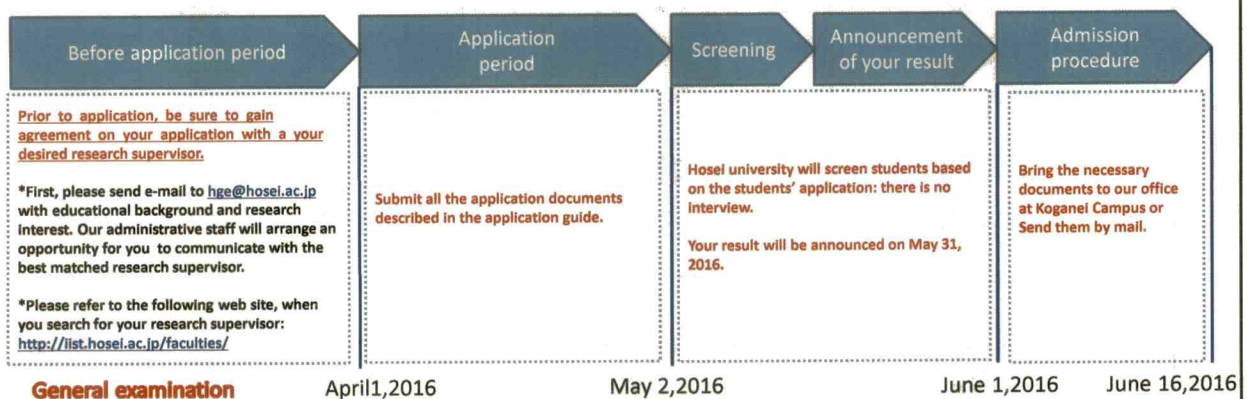 Before application period
Application
period
Screening
Announcement
of your result
Admission
procedure
Prior to application, be sure to gain
agreement on your application with a your
desired research supervisor.
*First, please send e-mail to hge@hosei.ac.jp
with educational background and research
interest. Our administrative staff will arrange an
opportunity for you to communicate with the
best matched research supervisor.
*Please refer to the following web site, when
you search for your research supervisor:
http://iist.hosei.ac.jp/faculties/
Submit all the application documents
described in the application guide.
Hosei university will screen students based
on the students' application: there is no
interview.
Your result will be announced on May 31,
2016.
Bring the necessary
documents to our office
at Koganei Campus or
Send them by mail.
General examination
April1,2016
May 2,2016
June 1,2016
June 16,2016